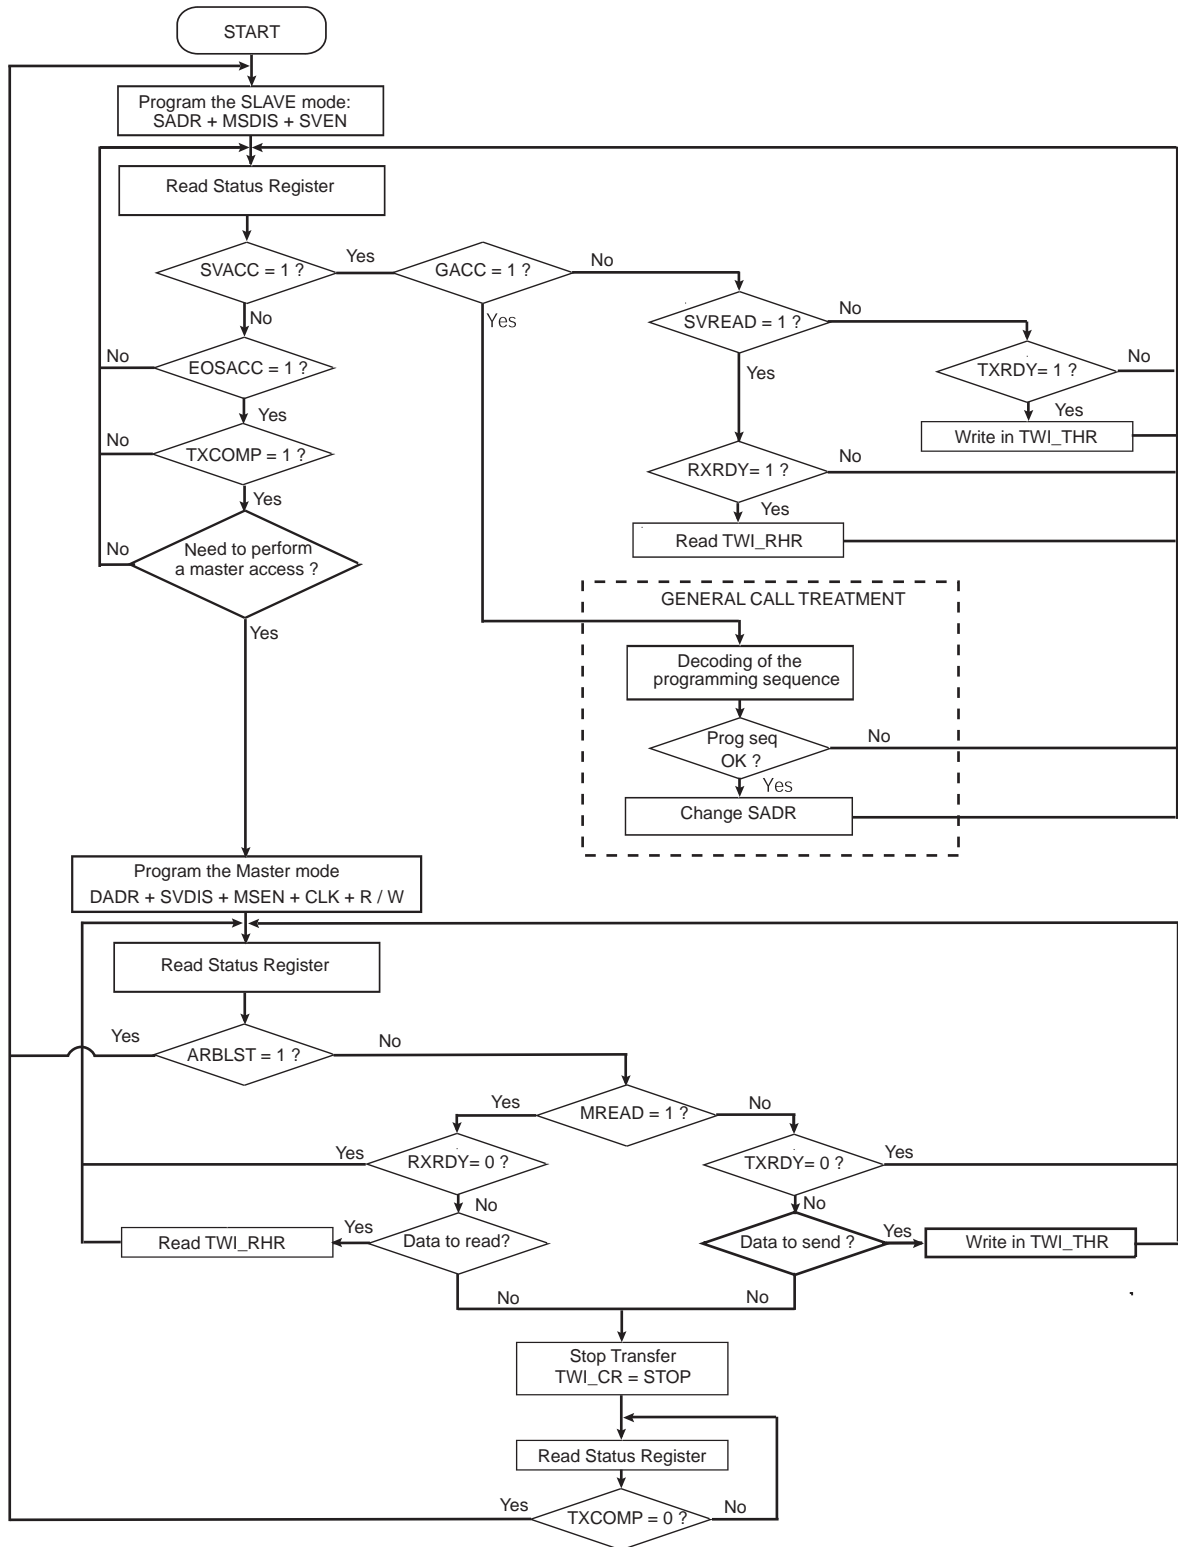 START
Program the SLAVE mode:
SADR + MSDIS + SVEN
Read Status Register
SVACC = 1 ?
Yes
GACC = 1 ?
No
SVREAD = 1 ?
No
No
Yes
EOSACC = 1 ?
No
Yes
TXRDY= 1 ?
No
Yes
Yes
Write in TWI_THR
TXCOMP = 1 ?
No
Yes
RXRDY= 1 ?
No
Yes
Read TWI_RHR
Need to perform
a master access ?
No
Yes
GENERAL CALL TREATMENT
Decoding of the
programming sequence
Prog seq
OK ?
No
Yes
Change SADR
Program the Master mode
DADR + SVDIS + MSEN + CLK + R / W
Read Status Register
Yes
ARBLST = 1 ?
No
Yes
MREAD = 1 ?
No
Yes
RXRDY= 0 ?
TXRDY= 0 ?
Yes
No
No
Read TWI_RHR
Yes
Data to read?
Data to send ?
Yes
Write in TWI_THR
No
No
Stop Transfer
TWI_CR = STOP
Read Status Register
Yes
TXCOMP = 0 ?
No